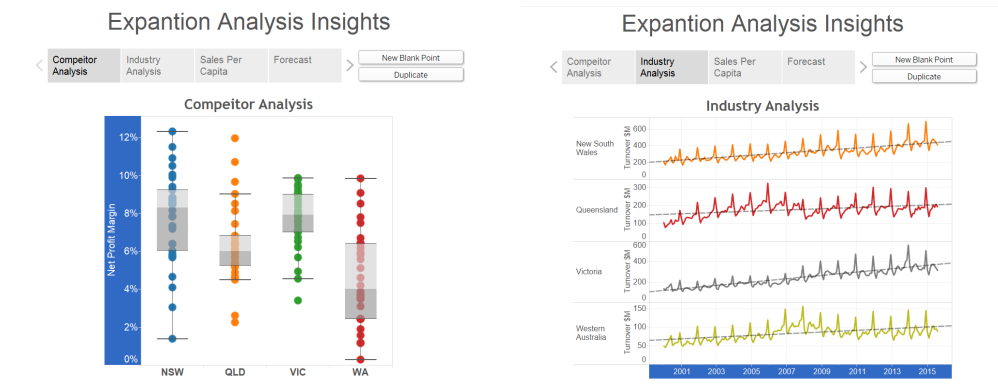 Expantion Analysis Insights
Compeitor Analysis
Industry Analysis
Sales Per Capita
Forecast
New Blank Point
Duplicate
Compeitor Analysis
Net Profit Margin
12%
10%
8%
6%
4%
2%
0%
NSW QLD VIC WA
Expantion Analysis Insights
Compeitor Analysis
Industry Analysis
Sales Per Capita
Forecast
New Blank Point
Duplicate
Industry Analysis
New South Wales
Turnover $M
600
400
200
0
Queensland
Turnover $M
300
200
100
0
Victoria
Turnover $M
600
400
200
0
Western Australia
Turnover $M
150
100
50
0
2001 2003 2005 2007 2009 2011 2013 2015